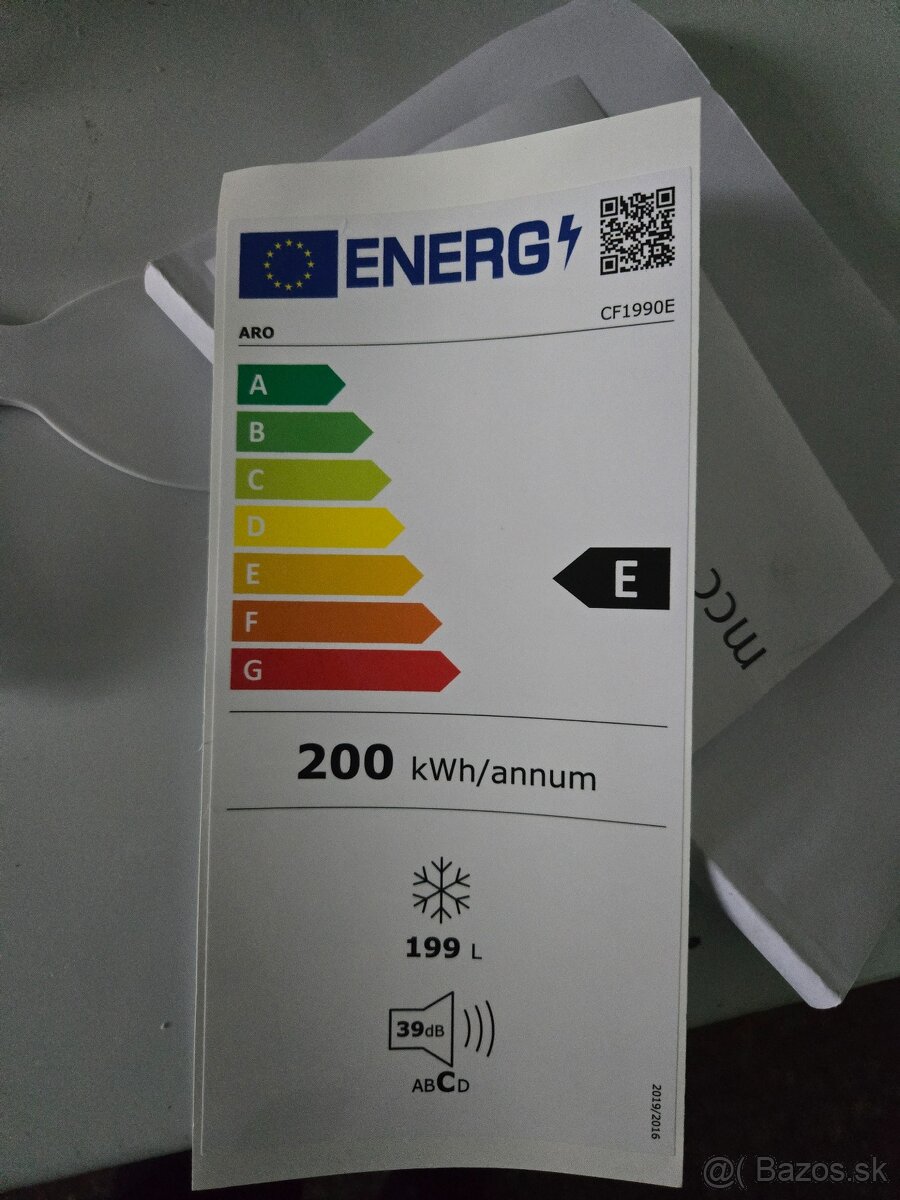 ENERG
CF1990E
ARO
A
B
C
D
E
E
F
G
200 kWh/annum
199 L
39dB
ABCD
2019/2016
@( Bazos.sk